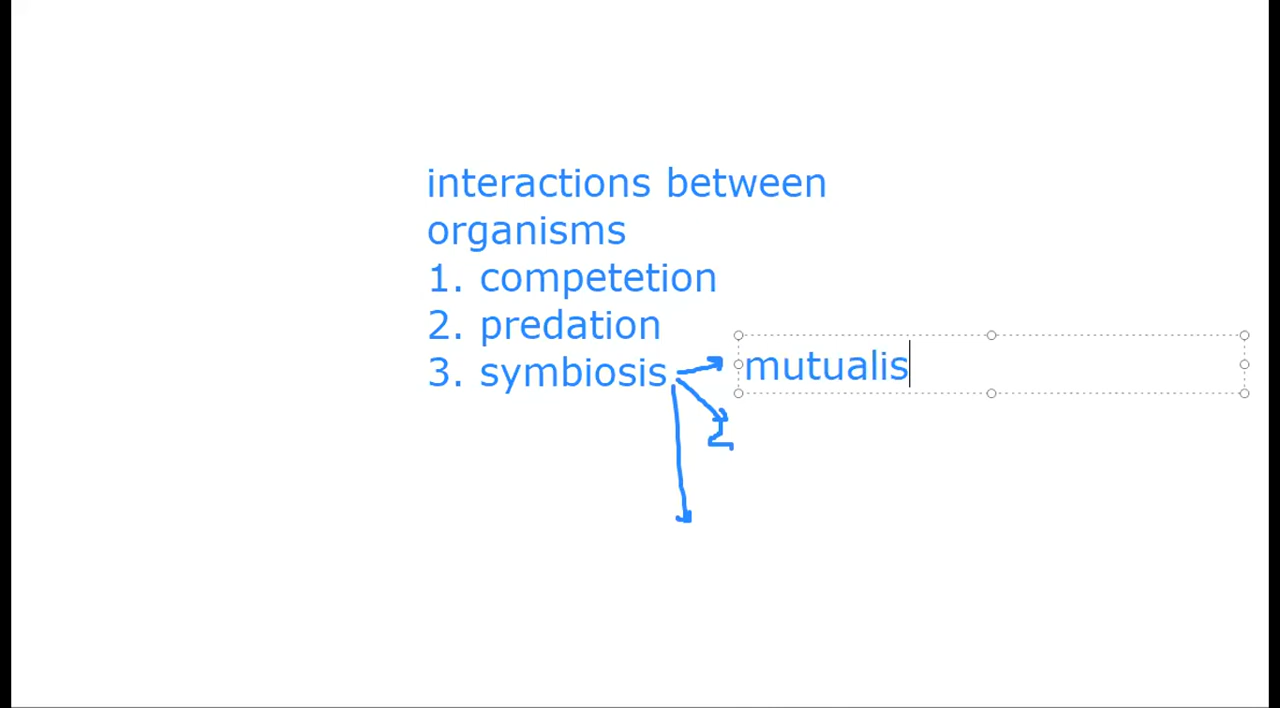 interactions between
organisms
1. competetion
2. predation
3. symbiosis
mutualis